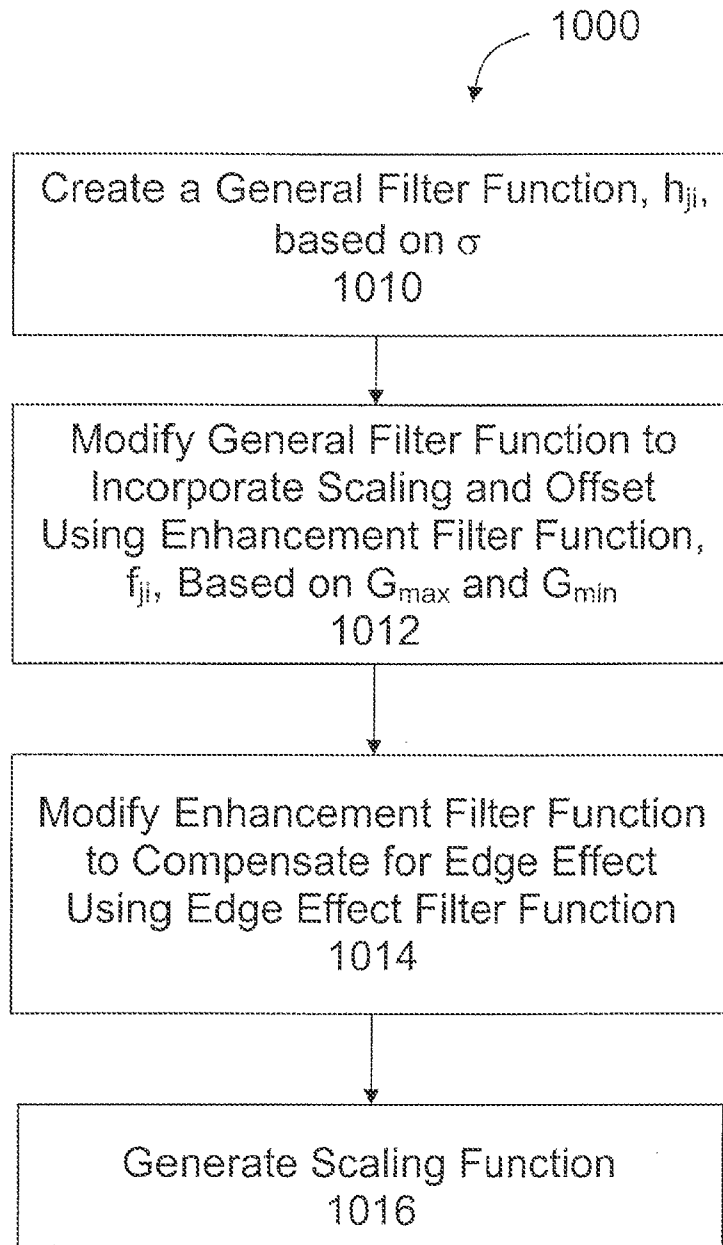 1000
Create a General Filter Function, hji,
based on σ
1010
Modify General Filter Function to
Incorporate Scaling and Offset
Using Enhancement Filter Function,
fji, Based on Gmax and Gmin
1012
Modify Enhancement Filter Function
to Compensate for Edge Effect
Using Edge Effect Filter Function
1014
Generate Scaling Function
1016